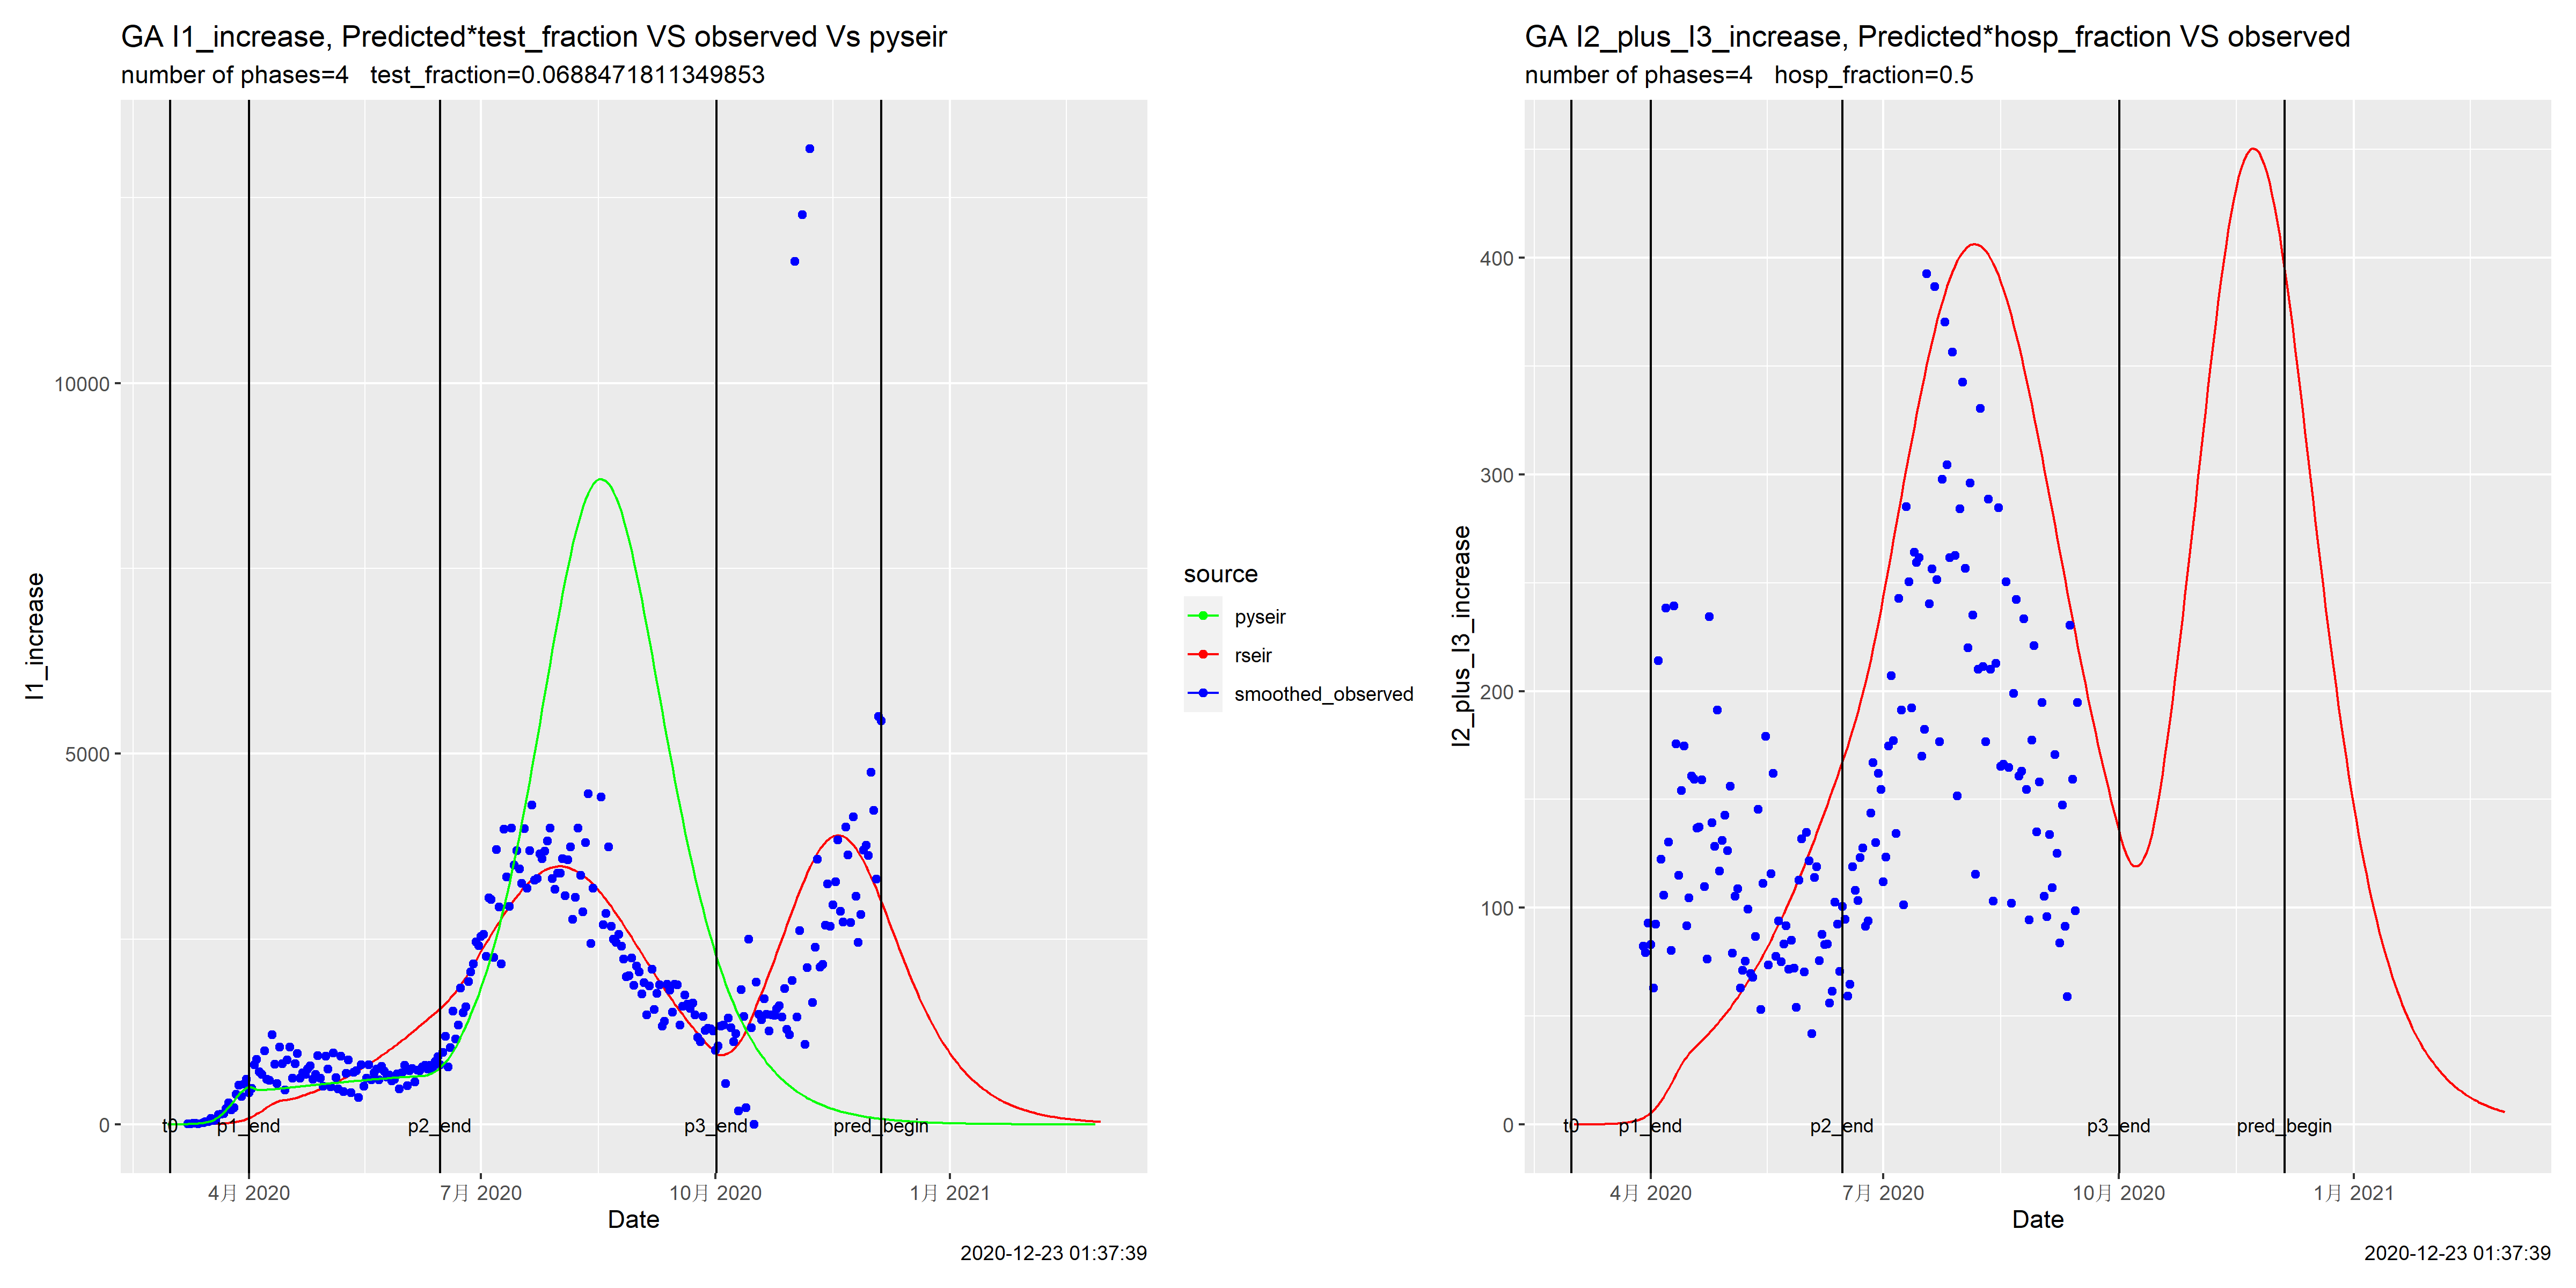 GA I1_increase, Predicted*test_fraction VS observed Vs pyseir
number of phases=4   test_fraction=0.0688471811349853
I1_increase
10000
5000
0
t0
p1_end
p2_end
p3_end
pred_begin
4月 2020
7月 2020
10月 2020
1月 2021
Date
2020-12-23 01:37:39
source
pyseir
rseir
smoothed_observed
GA I2_plus_I3_increase, Predicted*hosp_fraction VS observed
number of phases=4   hosp_fraction=0.5
I2_plus_I3_increase
400
300
200
100
0
t0
p1_end
p2_end
p3_end
pred_begin
4月 2020
7月 2020
10月 2020
1月 2021
Date
2020-12-23 01:37:39